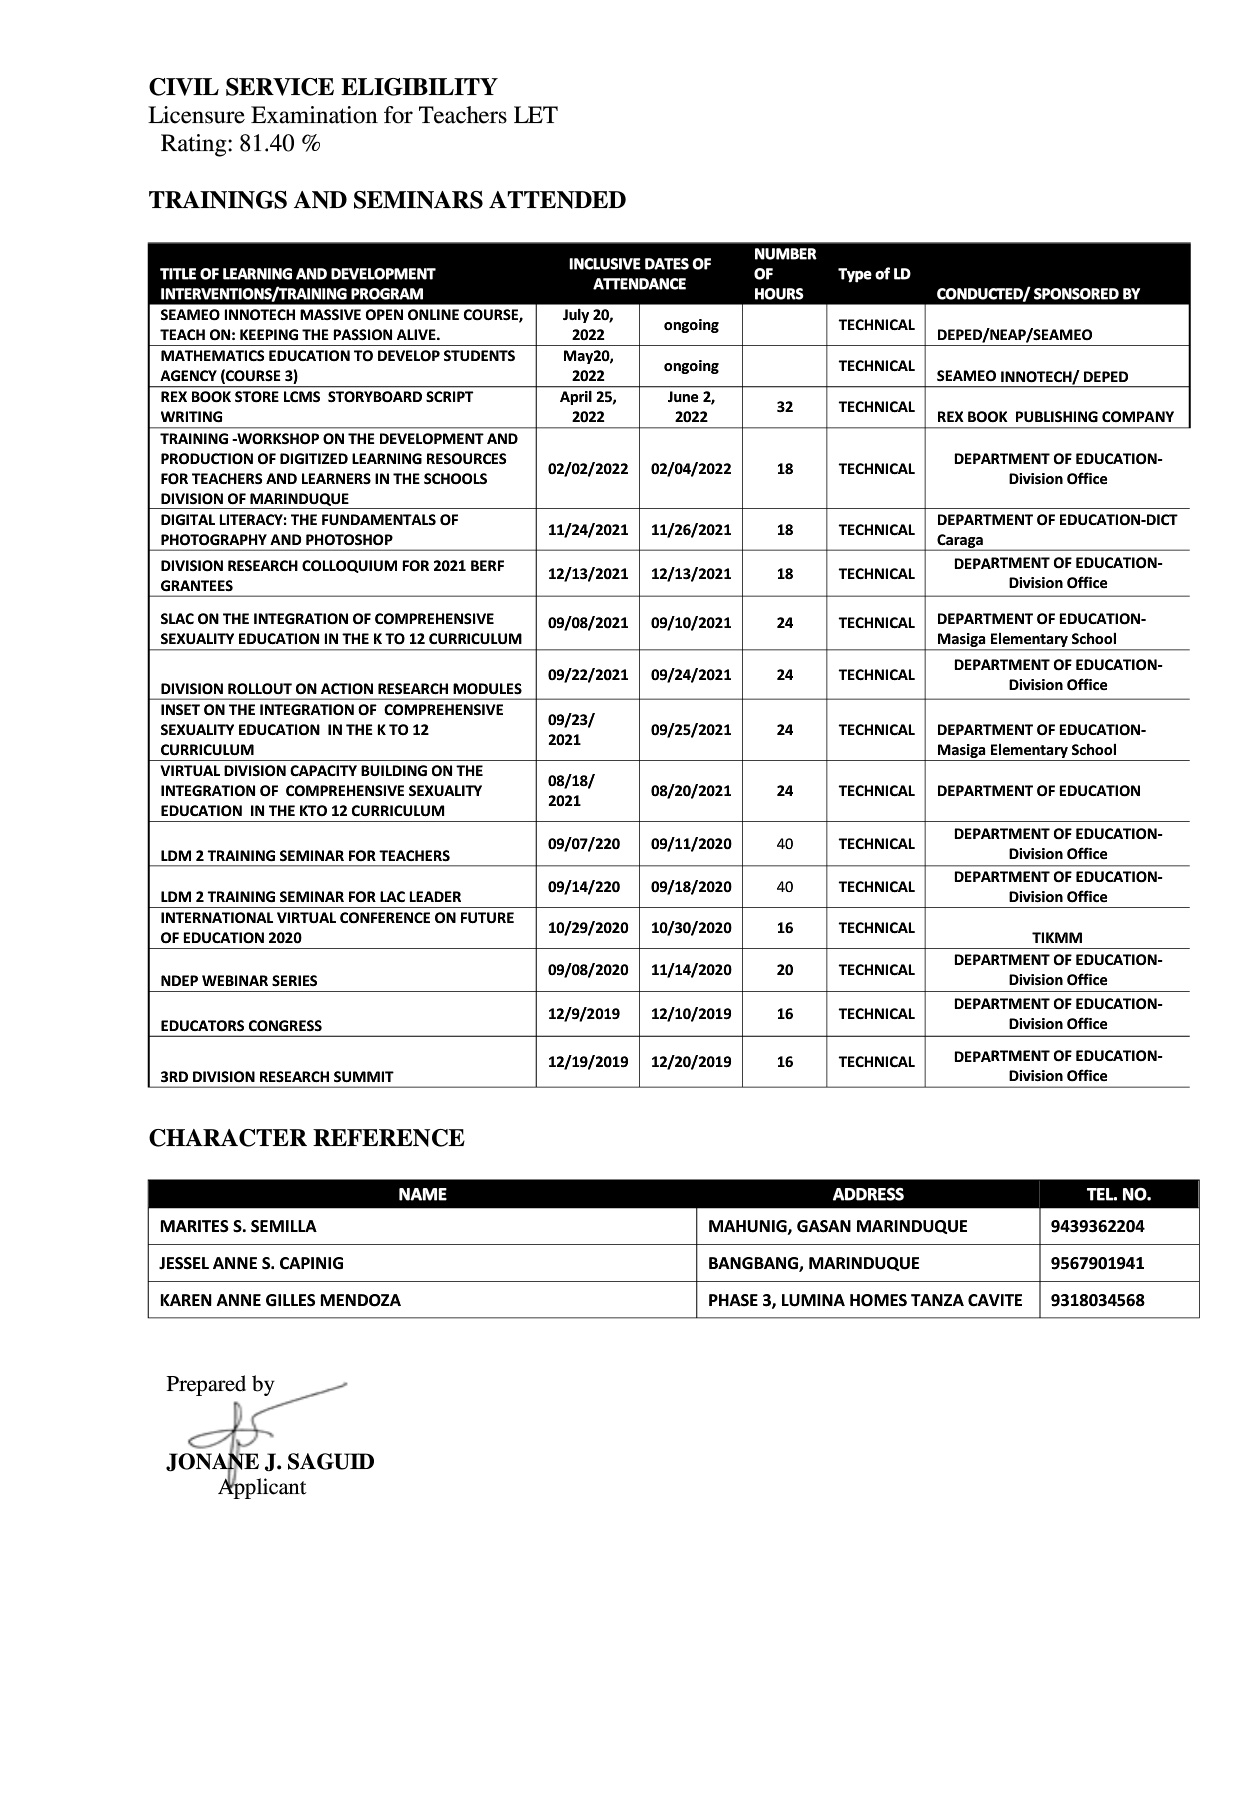 CIVIL SERVICE ELIGIBILITY
Licensure Examination for Teachers LET
Rating: 81.40 %
TRAININGS AND SEMINARS ATTENDED
TITLE OF LEARNING AND DEVELOPMENT
INTERVENTIONS/TRAINING PROGRAM
INCLUSIVE DATES OF
ATTENDANCE
NUMBER
OF
HOURS
Type of LD
CONDUCTED/ SPONSORED BY
SEAMEO INNOTECH MASSIVE OPEN ONLINE COURSE,
TEACH ON: KEEPING THE PASSION ALIVE.
July 20,
2022
ongoing
TECHNICAL
DEPED/NEAP/SEAMEO
MATHEMATICS EDUCATION TO DEVELOP STUDENTS
AGENCY (COURSE 3)
May20,
2022
ongoing
TECHNICAL
SEAMEO INNOTECH/ DEPED
REX BOOK STORE LCMS STORYBOARD SCRIPT
WRITING
April 25,
2022
June 2,
2022
32
TECHNICAL
REX BOOK PUBLISHING COMPANY
TRAINING -WORKSHOP ON THE DEVELOPMENT AND
PRODUCTION OF DIGITIZED LEARNING RESOURCES
FOR TEACHERS AND LEARNERS IN THE SCHOOLS
DIVISION OF MARINDUQUE
02/02/2022
02/04/2022
18
TECHNICAL
DEPARTMENT OF EDUCATION-
Division Office
DIGITAL LITERACY: THE FUNDAMENTALS OF
PHOTOGRAPHY AND PHOTOSHOP
11/24/2021
11/26/2021
18
TECHNICAL
DEPARTMENT OF EDUCATION-DICT
Caraga
DIVISION RESEARCH COLLOQUIUM FOR 2021 BERF
GRANTEES
12/13/2021
12/13/2021
18
TECHNICAL
DEPARTMENT OF EDUCATION-
Division Office
SLAC ON THE INTEGRATION OF COMPREHENSIVE
SEXUALITY EDUCATION IN THE K TO 12 CURRICULUM
09/08/2021
09/10/2021
24
TECHNICAL
DEPARTMENT OF EDUCATION-
Masiga Elementary School
DIVISION ROLLOUT ON ACTION RESEARCH MODULES
09/22/2021
09/24/2021
24
TECHNICAL
DEPARTMENT OF EDUCATION-
Division Office
INSET ON THE INTEGRATION OF COMPREHENSIVE
SEXUALITY EDUCATION IN THE K TO 12
CURRICULUM
09/23/
2021
09/25/2021
24
TECHNICAL
DEPARTMENT OF EDUCATION-
Masiga Elementary School
VIRTUAL DIVISION CAPACITY BUILDING ON THE
INTEGRATION OF COMPREHENSIVE SEXUALITY
EDUCATION IN THE KTO 12 CURRICULUM
08/18/
2021
08/20/2021
24
TECHNICAL
DEPARTMENT OF EDUCATION
LDM 2 TRAINING SEMINAR FOR TEACHERS
09/07/220
09/11/2020
40
TECHNICAL
DEPARTMENT OF EDUCATION-
Division Office
LDM 2 TRAINING SEMINAR FOR LAC LEADER
09/14/220
09/18/2020
40
TECHNICAL
DEPARTMENT OF EDUCATION-
Division Office
INTERNATIONAL VIRTUAL CONFERENCE ON FUTURE
OF EDUCATION 2020
10/29/2020
10/30/2020
16
TECHNICAL
TIKMM
NDEP WEBINAR SERIES
09/08/2020
11/14/2020
20
TECHNICAL
DEPARTMENT OF EDUCATION-
Division Office
EDUCATORS CONGRESS
12/9/2019
12/10/2019
16
TECHNICAL
DEPARTMENT OF EDUCATION-
Division Office
3RD DIVISION RESEARCH SUMMIT
12/19/2019
12/20/2019
16
TECHNICAL
DEPARTMENT OF EDUCATION-
Division Office
CHARACTER REFERENCE
NAME
ADDRESS
TEL. NO.
MARITES S. SEMILLA
MAHUNIG, GASAN MARINDUQUE
9439362204
JESSEL ANNE S. CAPINIG
BANGBANG, MARINDUQUE
9567901941
KAREN ANNE GILLES MENDOZA
PHASE 3, LUMINA HOMES TANZA CAVITE
9318034568
Prepared by
JONANE J. SAGUID
Applicant